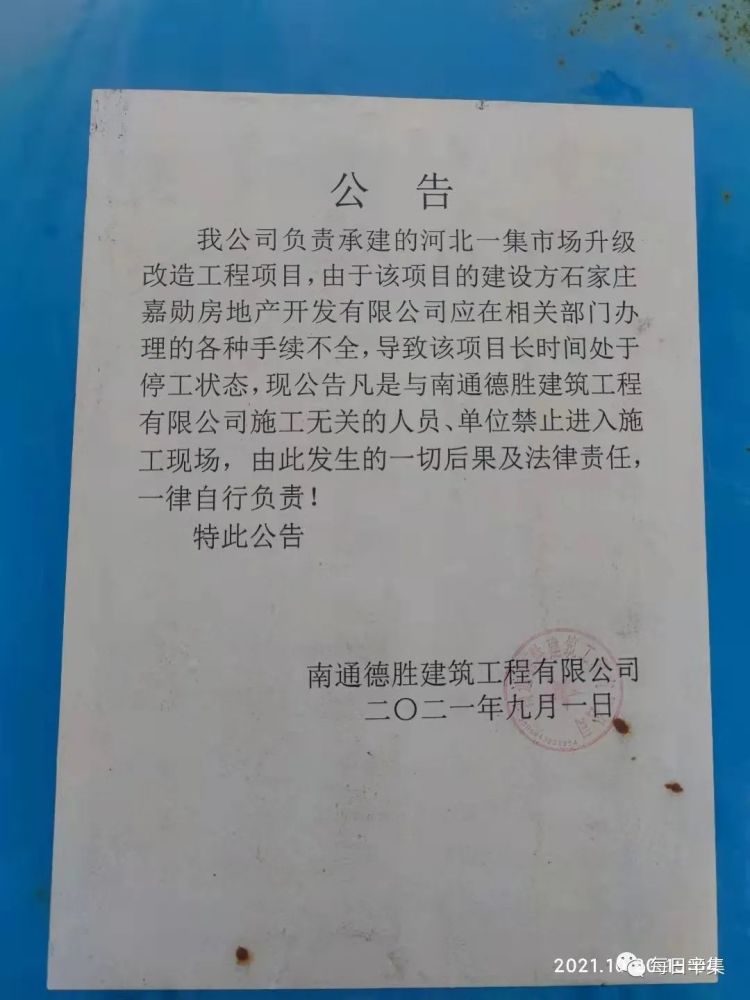 公 告
我公司负责承建的河北一集市场升级
改造工程项目，由于该项目的建设方石家庄
嘉勋房地产开发有限公司应在相关部门办
理的各种手续不全，导致该项目长时间处于
停工状态，现公告凡是与南通德胜建筑工程
有限公司施工无关的人员、单位禁止进入施
工现场，由此发生的一切后果及法律责任，
一律自行负责！
特此公告
南通德胜建筑工程有限公司
二〇二一年九月一日
2021.10
每日辛集